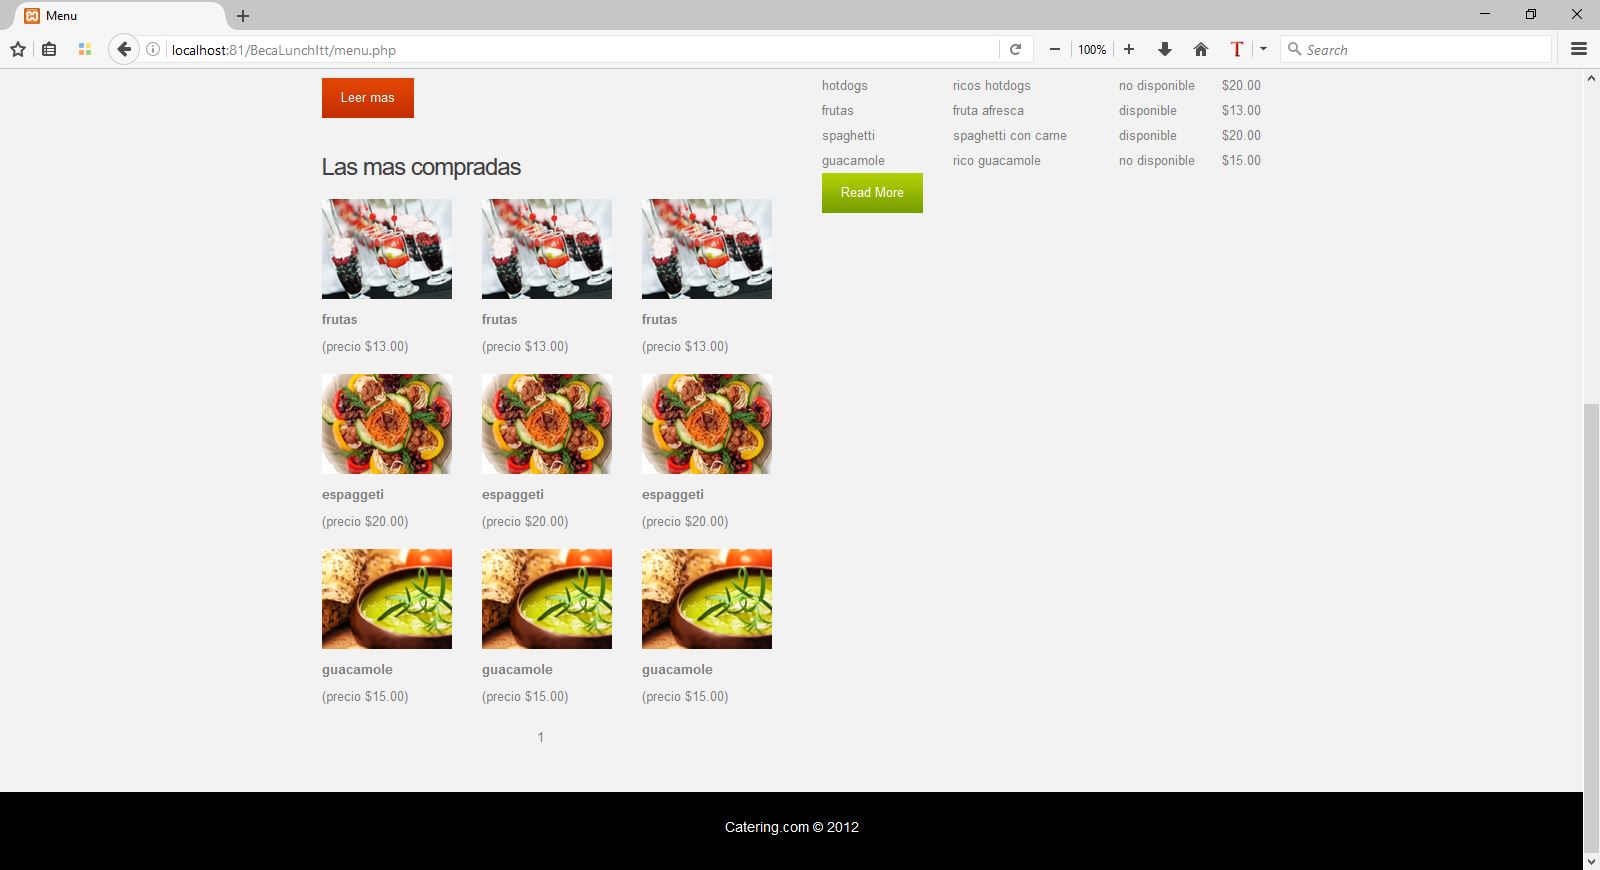 Menu
localhost:81/BecaLunchItt/menu.php
100%
T
Search
Leer mas
Las mas compradas
frutas frutas frutas
(precio $13.00) (precio $13.00) (precio $13.00)
espaggeti espaggeti espaggeti
(precio $20.00) (precio $20.00) (precio $20.00)
guacamole guacamole guacamole
(precio $15.00) (precio $15.00) (precio $15.00)
1
hotdogs ricos hotdogs no disponible $20.00
frutas fruta afresca disponible $13.00
spaghetti spaghetti con carne disponible $20.00
guacamole rico guacamole no disponible $15.00
Read More
Catering.com © 2012